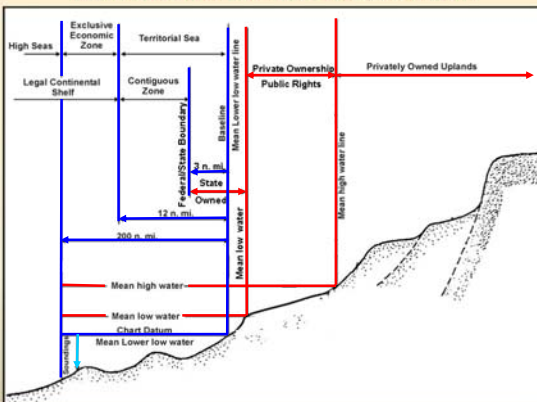 Exclusive
Economic
Zone
High Seas
Territorial Sea
Legal Continental
Shelf
Contiguous
Zone
Federal/State Boundary
Baseline
Mean Lower low water line
Private Ownership
Public Rights
Privately Owned Uplands
3 n. mi.
State
Owned
12 n. mi.
200 n. mi.
Mean low water
Mean high water line
Mean high water
Mean low water
Chart Datum
Mean Lower low water
Soundings